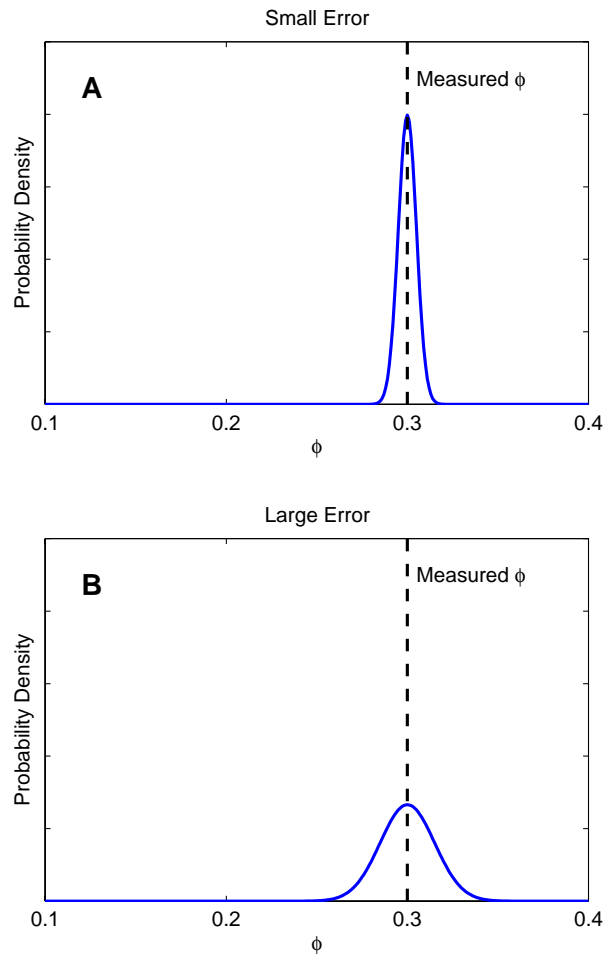 Small Error
A
Measured ϕ
Probability Density
0.1 0.2 0.3 0.4
ϕ
Large Error
B
Measured ϕ
Probability Density
0.1 0.2 0.3 0.4
ϕ